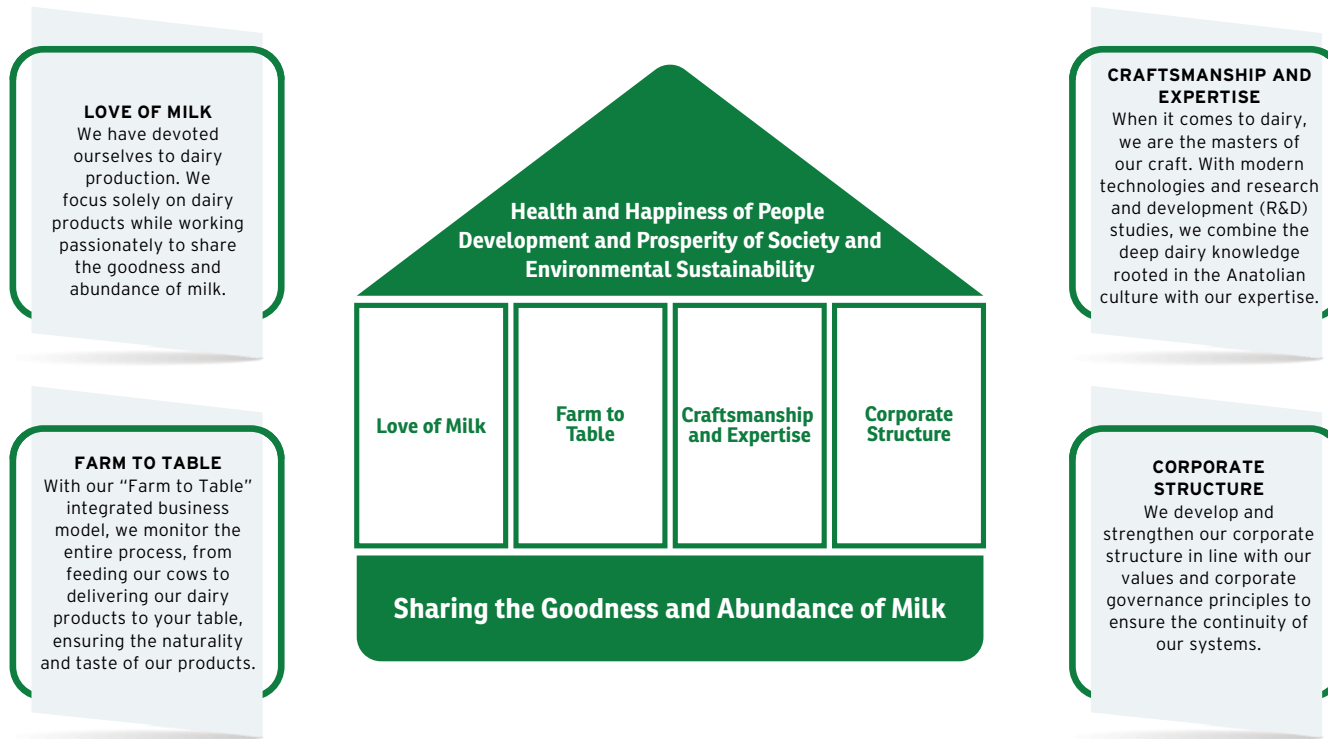 LOVE OF MILK
We have devoted
ourselves to dairy
production. We
focus solely on dairy
products while working
passionately to share
the goodness and
abundance of milk.
FARM TO TABLE
With our “Farm to Table”
integrated business
model, we monitor the
entire process, from
feeding our cows to
delivering our dairy
products to your table,
ensuring the naturality
and taste of our products.
Health and Happiness of People
Development and Prosperity of Society and
Environmental Sustainability
Love of Milk
Farm to
Table
Craftsmanship
and Expertise
Corporate
Structure
Sharing the Goodness and Abundance of Milk
CRAFTSMANSHIP AND
EXPERTISE
When it comes to dairy,
we are the masters of
our craft. With modern
technologies and research
and development (R&D)
studies, we combine the
deep dairy knowledge
rooted in the Anatolian
culture with our expertise.
CORPORATE
STRUCTURE
We develop and
strengthen our corporate
structure in line with our
values and corporate
governance principles to
ensure the continuity of
our systems.